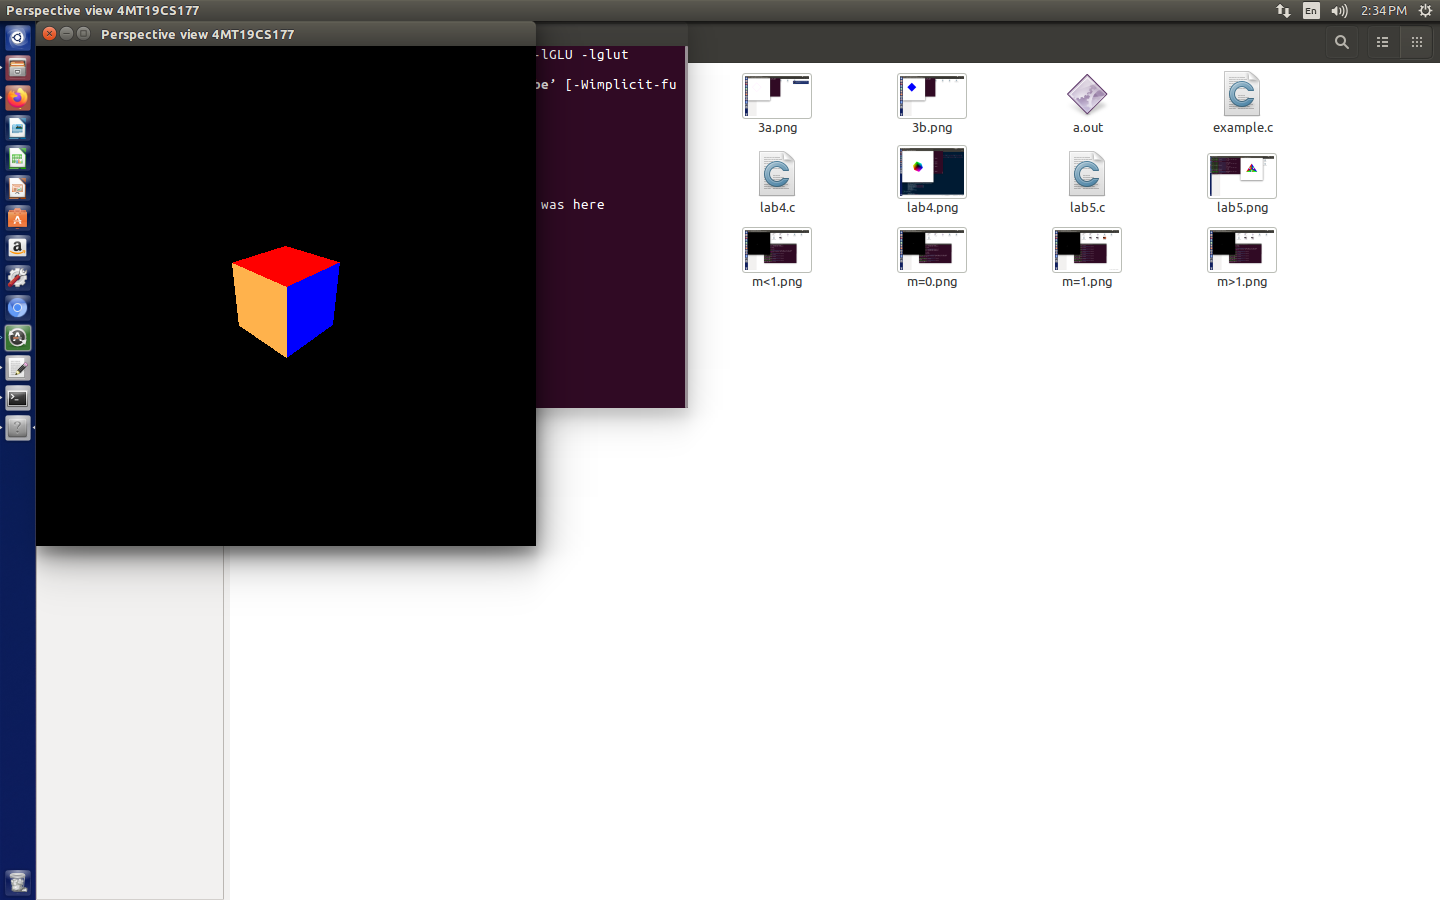 Perspective view 4MT19CS177
En
2:34 PM
Perspective view 4MT19CS177
-lGLU -lglut
pe’ [-Wimplicit-fu
was here
3a.png
3b.png
a.out
example.c
lab4.c
lab4.png
lab5.c
lab5.png
m<1.png
m=0.png
m=1.png
m>1.png